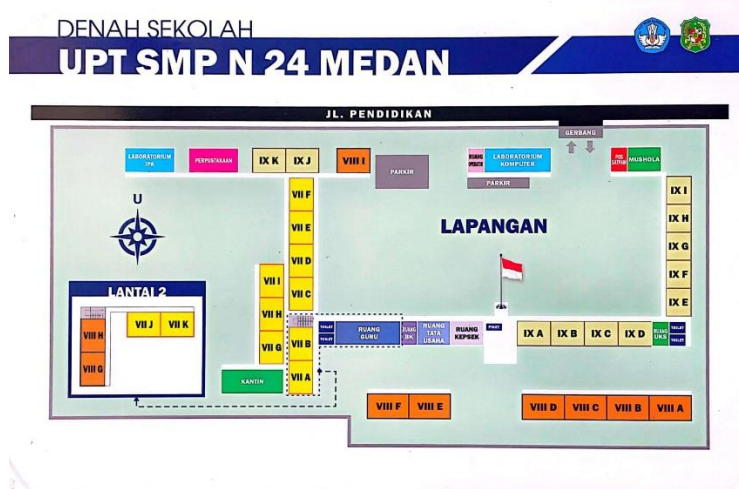 DENAH SEKOLAH
UPT SMP N 24 MEDAN
JL. PENDIDIKAN
GERBANG
LABORATORIUM
IPA
PERPUSTAKAAN
IX K
IX J
VIII I
PARKIR
RUANG
OPERATOR
LABORATORIUM
KOMPUTER
PARKIR
POS
SATPAM
MUSHOLA
U
VII F
VII E
VII D
VII C
VII I
VII H
VII G
VII B
VII A
LAPANGAN
IX I
IX H
IX G
IX F
IX E
LANTAI 2
VIII H
VIII G
VII J
VII K
TOILET
TOILET
RUANG
GURU
RUANG
BK
RUANG
TATA
USAHA
RUANG
KEPSEK
PIKET
IX A
IX B
IX C
IX D
RUANG
UKS
TOILET
TOILET
KANTIN
VIII F
VIII E
VIII D
VIII C
VIII B
VIII A